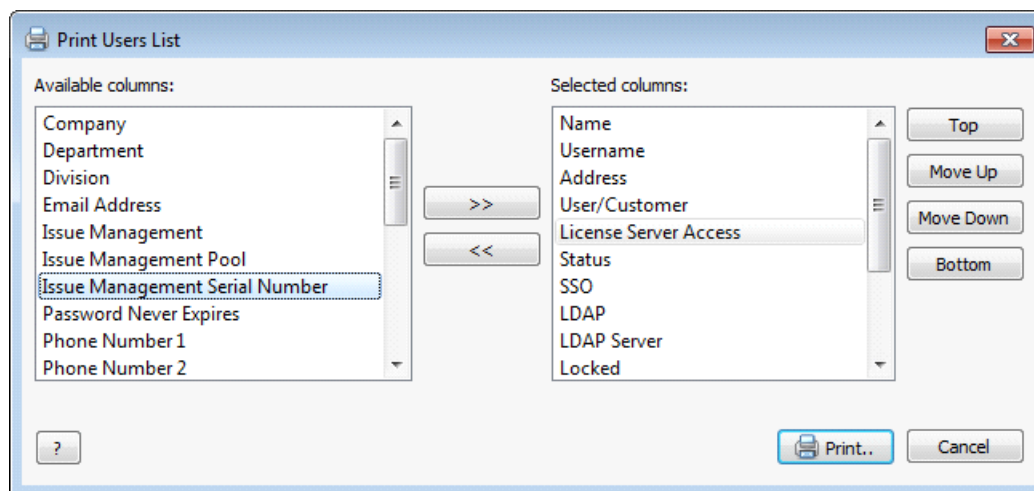 Print Users List
Available columns:
Company
Department
Division
Email Address
Issue Management
Issue Management Pool
Issue Management Serial Number
Password Never Expires
Phone Number 1
Phone Number 2
>>
<<
Selected columns:
Name
Username
Address
User/Customer
License Server Access
Status
SSO
LDAP
LDAP Server
Locked
Top
Move Up
Move Down
Bottom
?
Print..
Cancel